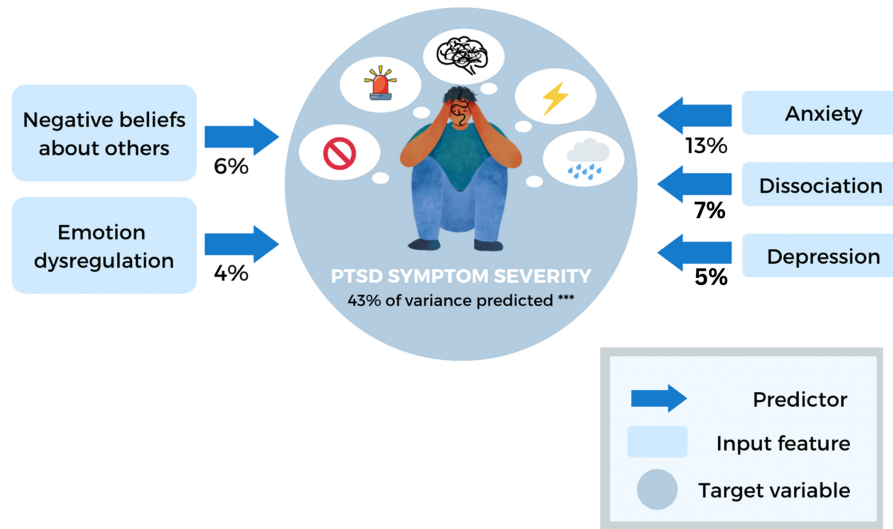 Negative beliefs
about others
6%
Emotion
dysregulation
4%
Anxiety
13%
Dissociation
7%
Depression
5%
PTSD SYMPTOM SEVERITY
43% of variance predicted ***
Predictor
Input feature
Target variable